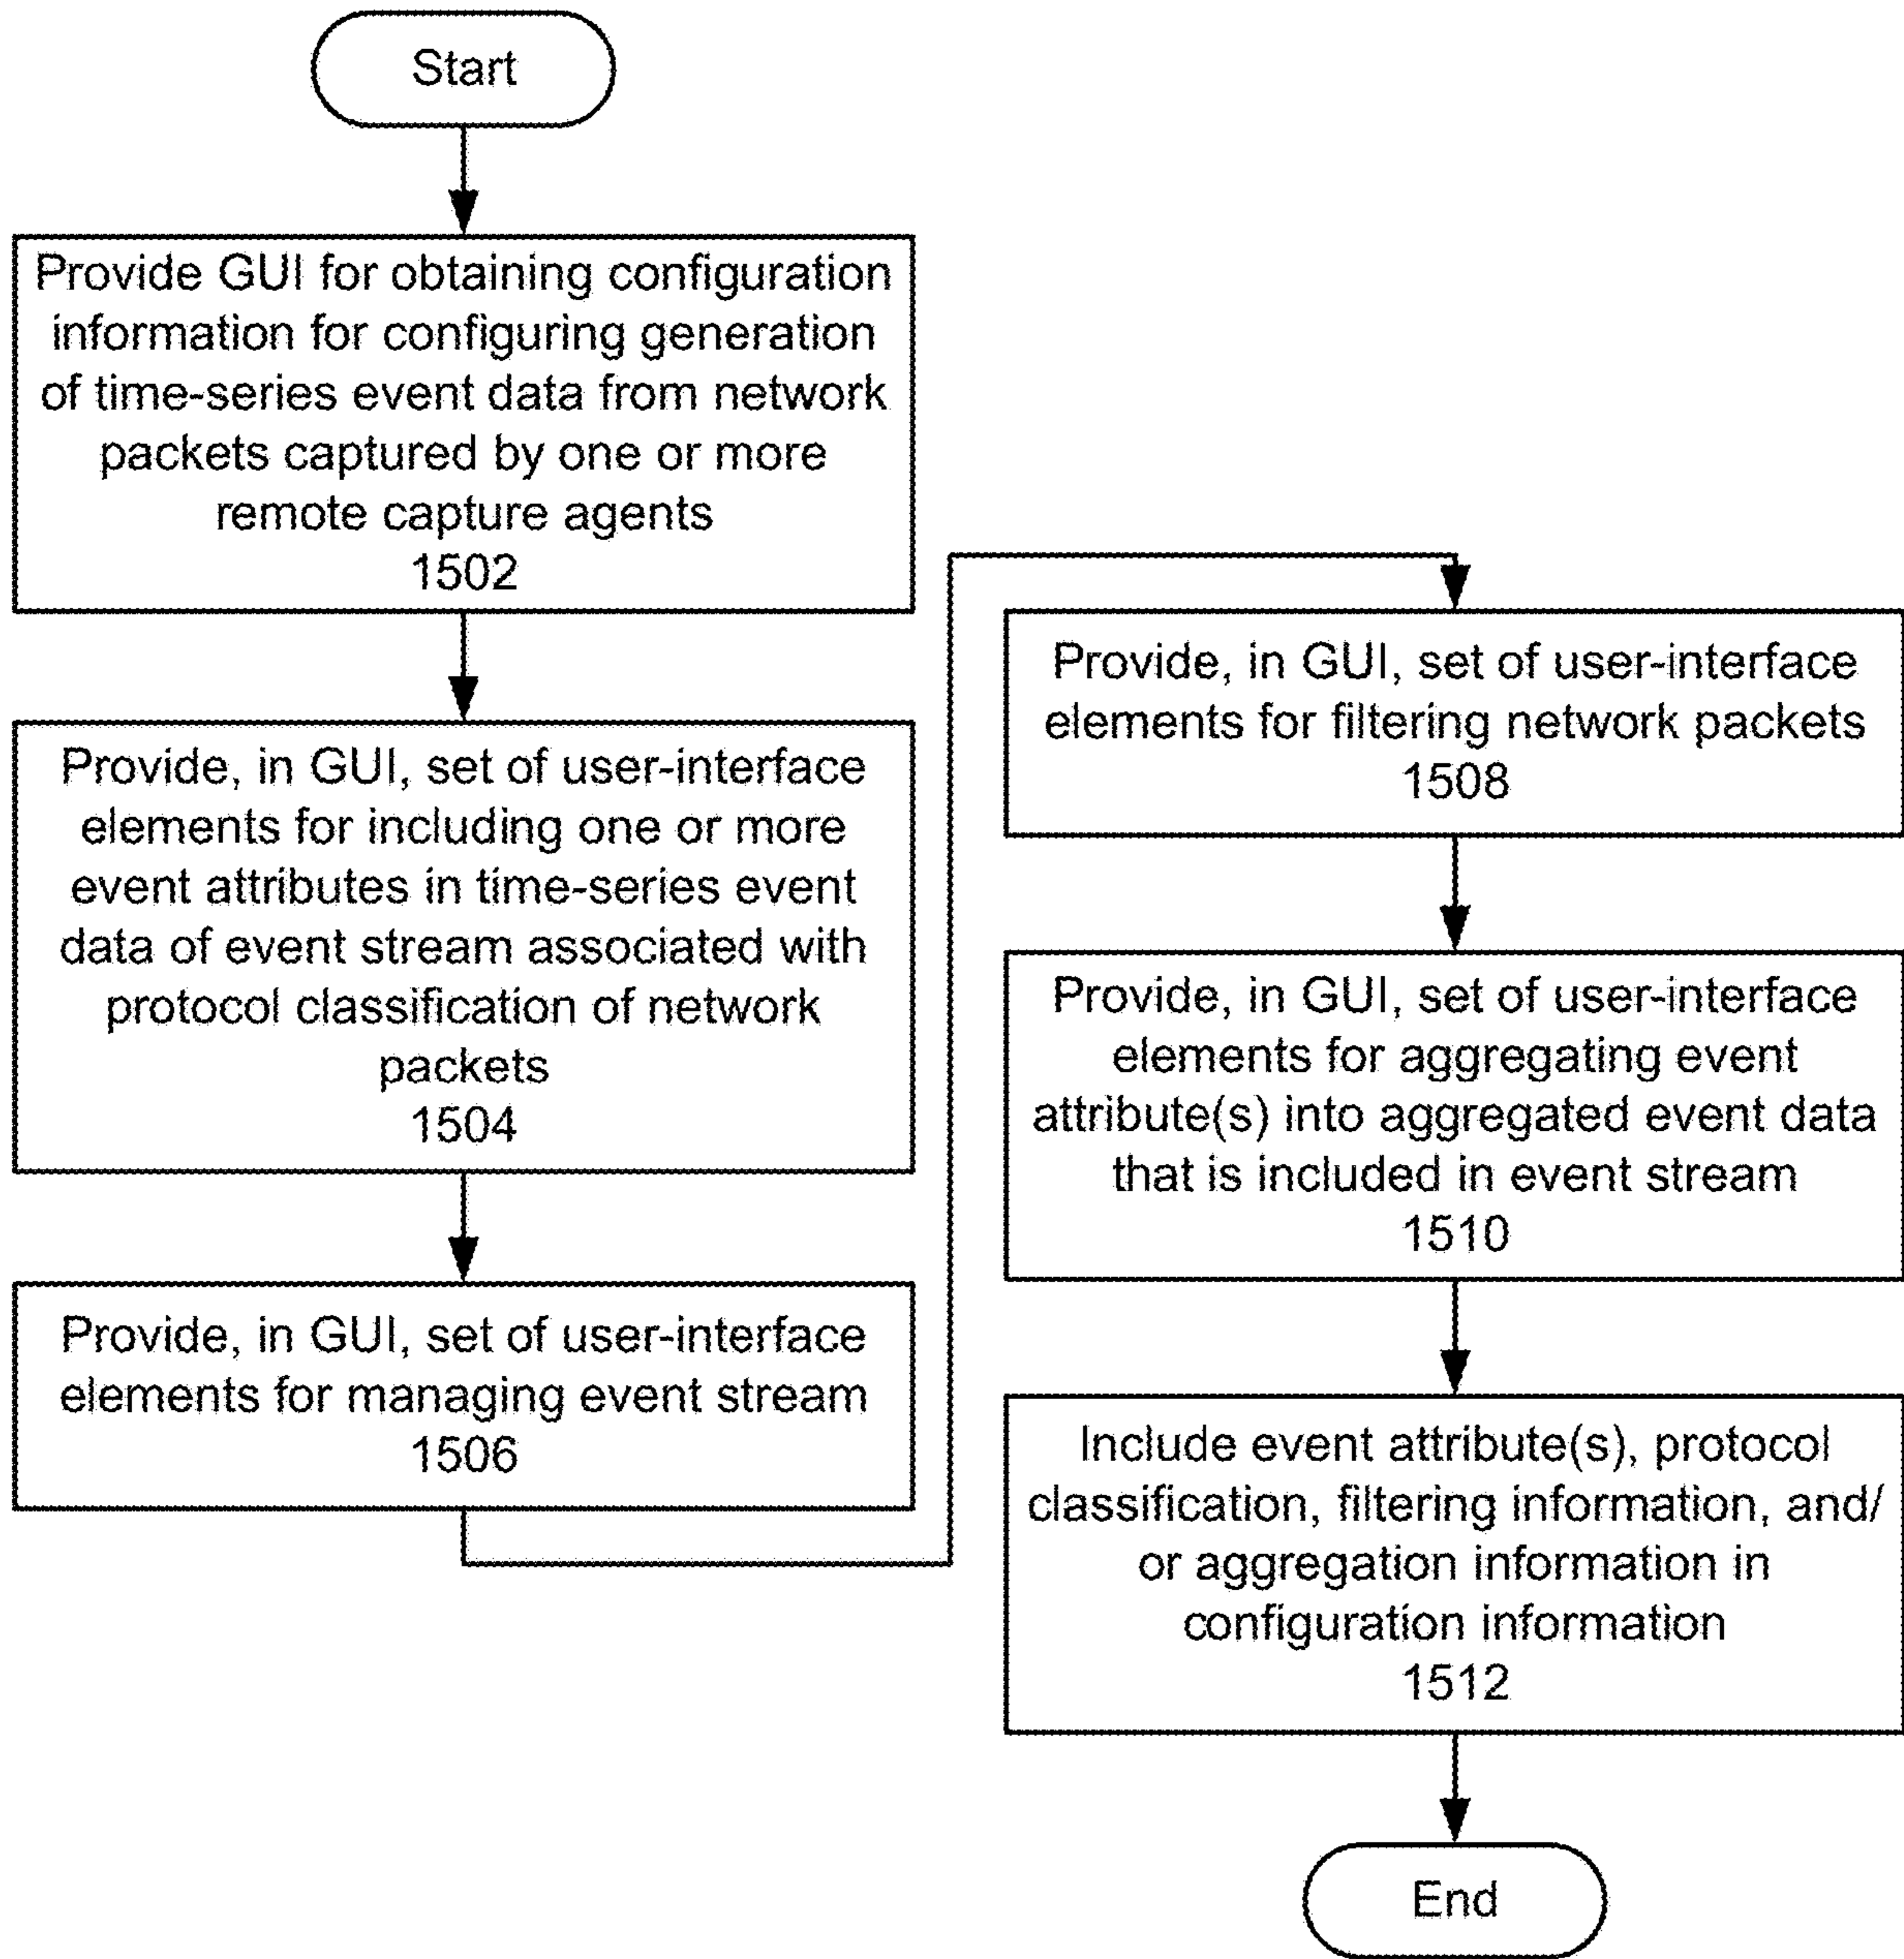 Start
Provide GUI for obtaining configuration
information for configuring generation
of time-series event data from network
packets captured by one or more
remote capture agents
1502
Provide, in GUI, set of user-interface
elements for including one or more
event attributes in time-series event
data of event stream associated with
protocol classification of network
packets
1504
Provide, in GUI, set of user-interface
elements for managing event stream
1506
Provide, in GUI, set of user-interface
elements for filtering network packets
1508
Provide, in GUI, set of user-interface
elements for aggregating event
attribute(s) into aggregated event data
that is included in event stream
1510
Include event attribute(s), protocol
classification, filtering information, and/
or aggregation information in
configuration information
1512
End